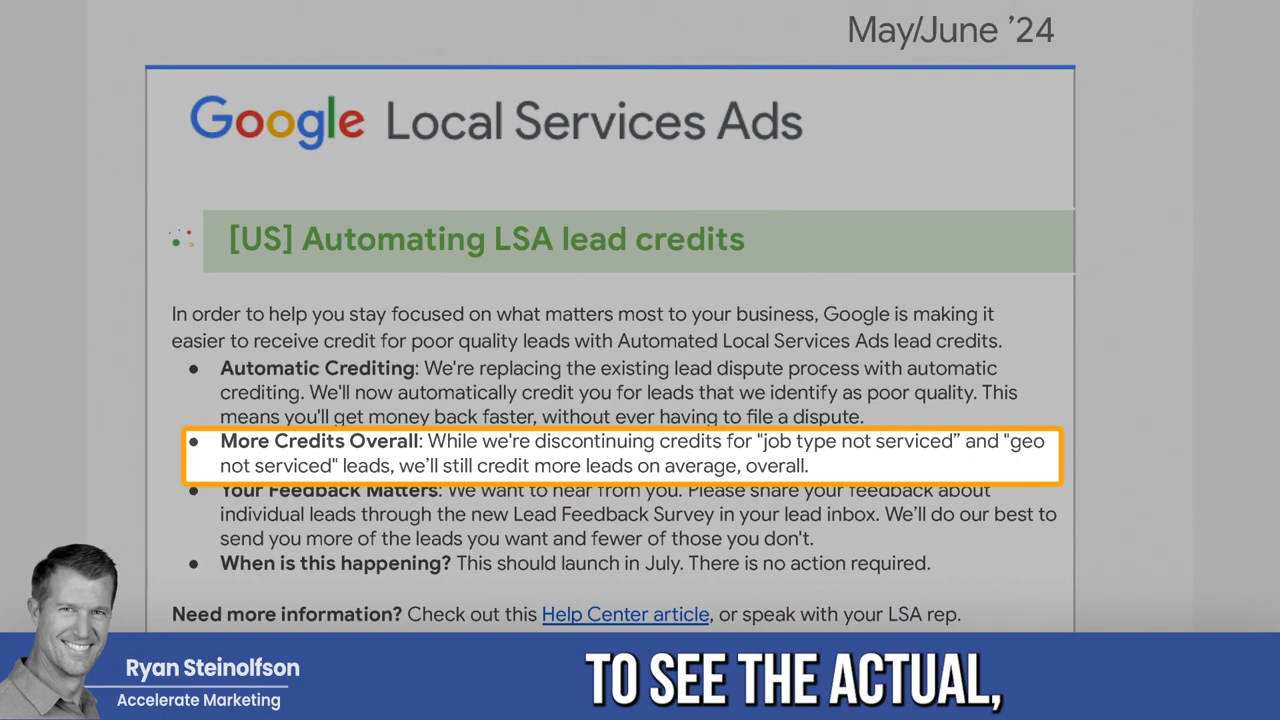 May/June ’24
Google Local Services Ads
[US] Automating LSA lead credits
In order to help you stay focused on what matters most to your business, Google is making it
easier to receive credit for poor quality leads with Automated Local Services Ads lead credits.
● Automatic Crediting: We're replacing the existing lead dispute process with automatic
crediting. We'll now automatically credit you for leads that we identify as poor quality. This
means you'll get money back faster, without ever having to file a dispute.
● More Credits Overall: While we're discontinuing credits for "job type not serviced” and "geo
not serviced" leads, we’ll still credit more leads on average, overall.
● Your Feedback Matters: We want to hear from you. Please share your feedback about
individual leads through the new Lead Feedback Survey in your lead inbox. We’ll do our best to
send you more of the leads you want and fewer of those you don't.
● When is this happening? This should launch in July. There is no action required.
Need more information? Check out this Help Center article, or speak with your LSA rep.
Ryan Steinolfson
Accelerate Marketing
TO SEE THE ACTUAL,